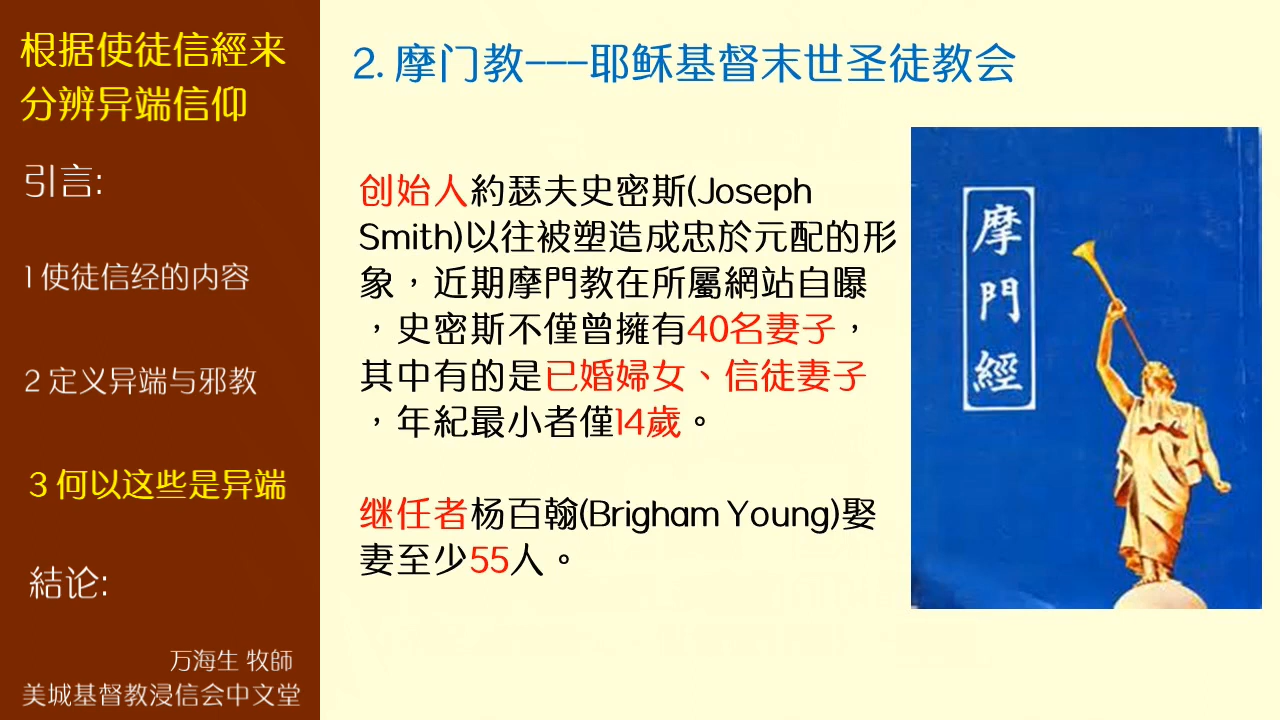 根据使徒信經来
分辨异端信仰
引言:
1 使徒信经的内容
2 定义异端与邪教
3 何以这些是异端
結论:
万海生 牧師
美城基督教浸信会中文堂
2. 摩门教---耶稣基督末世圣徒教会
创始人約瑟夫史密斯(Joseph
Smith)以往被塑造成忠於元配的形
象，近期摩門教在所屬網站自曝
，史密斯不僅曾擁有40名妻子，
其中有的是已婚婦女、信徒妻子
，年紀最小者僅14歲。
继任者杨百翰(Brigham Young)娶
妻至少55人。
摩門經